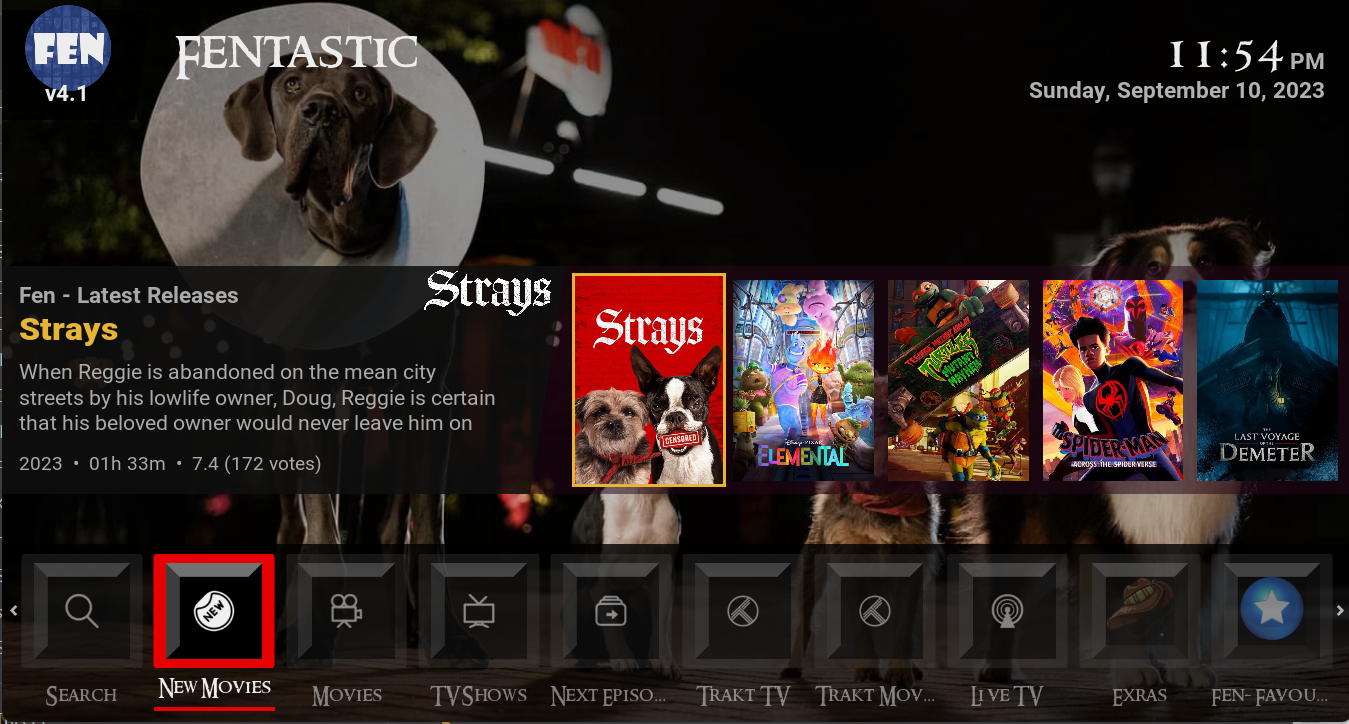 FEN
v4.1
FENTASTIC
11:54 PM
Sunday, September 10, 2023
Fen - Latest Releases
Strays
Strays
When Reggie is abandoned on the mean city
streets by his lowlife owner, Doug, Reggie is certain
that his beloved owner would never leave him on
2023 • 01h 33m • 7.4 (172 votes)
Strays
CENSORED
Disney · PIXAR
ELEMENTAL
TEENAGE MUTANT NINJA
TURTLES
MUTANT
MAYHEM
SPIDER-MAN
ACROSS THE SPIDER-VERSE
THE
LAST VOYAGE
OF THE
DEMETER
NEW
SEARCH
NEW MOVIES
MOVIES
TVSHOWS
NEXT EPISO...
TRAKT TV
TRAKT MOV...
LIVE TV
EXRAS
FEN- FAVOU...